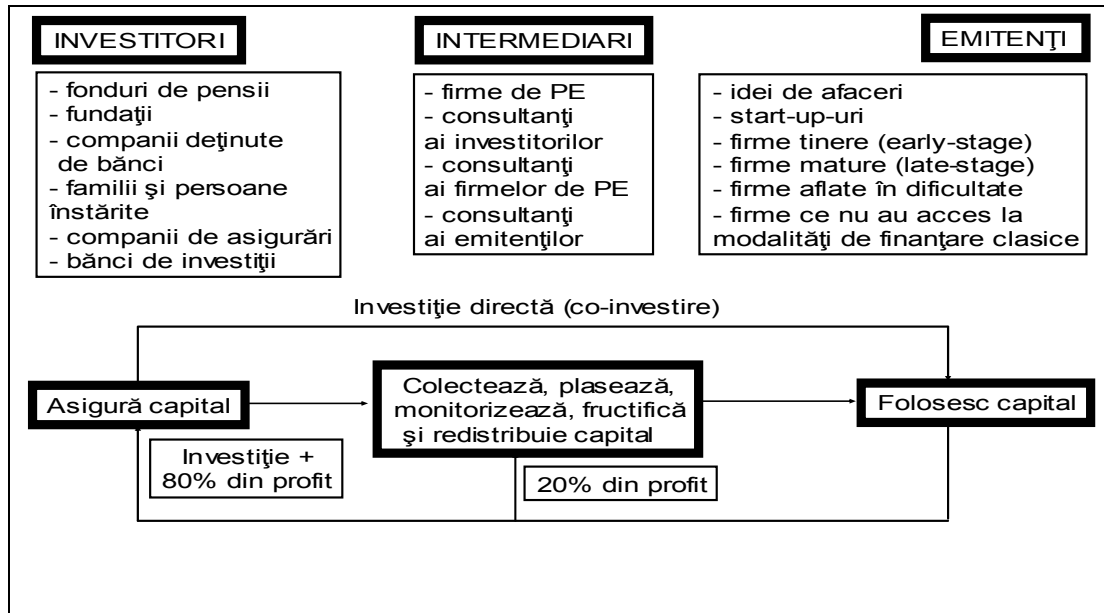 INVESTITORI
INTERMEDIARI
EMITENŢI
- fonduri de pensii
- fundaţii
- companii deţinute
de bănci
- familii şi persoane
înstărite
- companii de asigurări
- bănci de investiţii
- firme de PE
- consultanţi
ai investitorilor
- consultanţi
ai firmelor de PE
- consultanţi
ai emitenţilor
- idei de afaceri
- start-up-uri
- firme tinere (early-stage)
- firme mature (late-stage)
- firme aflate în dificultate
- firme ce nu au acces la
modalităţi de finanţare clasice
Investiţie directă (co-investire)
Asigură capital
Colectează, plasează,
monitorizează, fructifică
şi redistribuie capital
Folosesc capital
Investiţie +
80% din profit
20% din profit